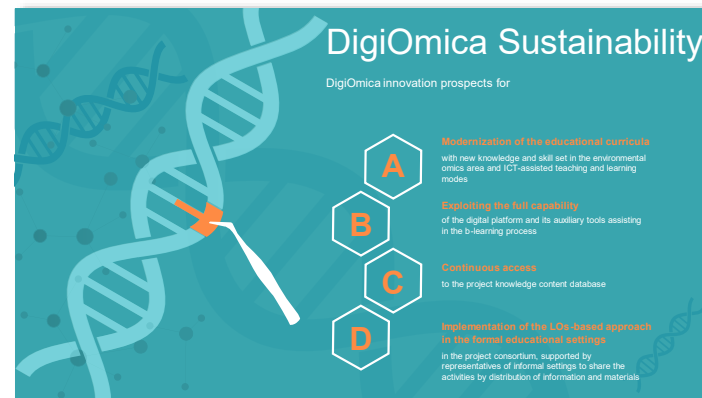 DigiOmica Sustainability
DigiOmica innovation prospects for
A
Modernization of the educational curricula
with new knowledge and skill set in the environmental
omics area and ICT-assisted teaching and learning
modes
B
Exploiting the full capability
of the digital platform and its auxiliary tools assisting
in the b-learning process
C
Continuous access
to the project knowledge content database
D
Implementation of the LOs-based approach
in the formal educational settings
in the project consortium, supported by
representatives of informal settings to share the
activities by distribution of information and materials